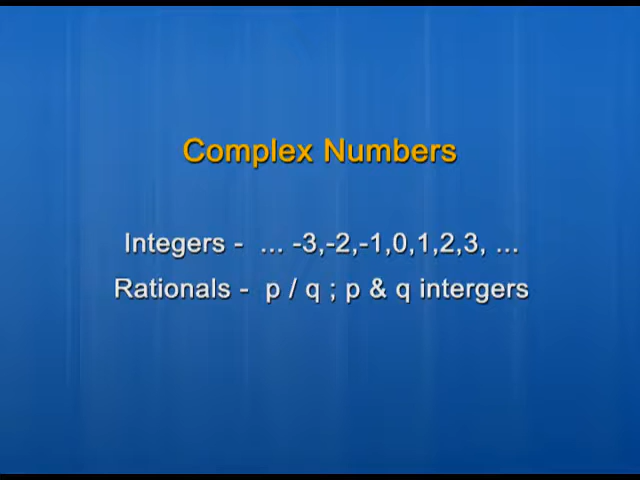 Complex Numbers
Integers - ... -3,-2,-1,0,1,2,3, ...
Rationals - p / q ; p & q intergers